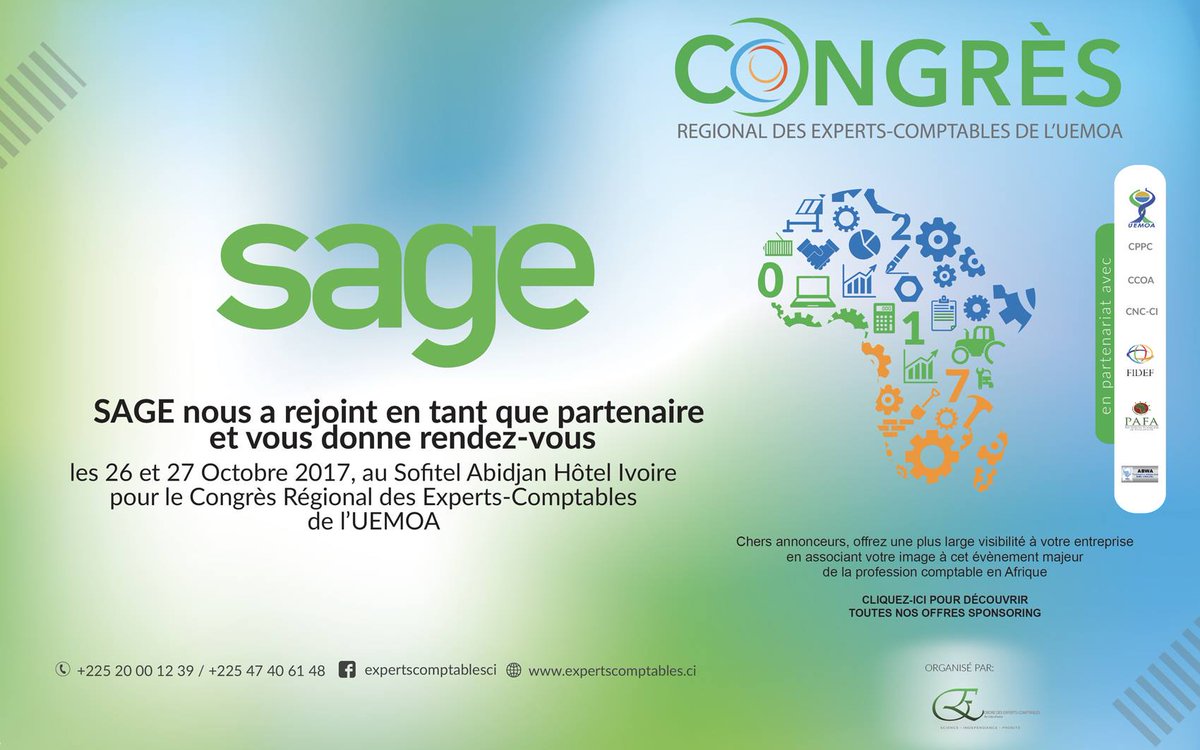 CONGRÈS
REGIONAL DES EXPERTS-COMPTABLES DE L'UEMOA
sage
SAGE nous a rejoint en tant que partenaire
et vous donne rendez-vous
les 26 et 27 Octobre 2017, au Sofitel Abidjan Hôtel Ivoire
pour le Congrès Régional des Experts-Comptables
de l'UEMOA
2
0
1
7
en partenariat avec
UEMOA
CPPC
CCOA
CNC-CI
FIDEF
PAFA
ABWA
Chers annonceurs, offrez une plus large visibilité à votre entreprise
en associant votre image à cet évènement majeur
de la profession comptable en Afrique
CLIQUEZ-ICI POUR DÉCOUVRIR
TOUTES NOS OFFRES SPONSORING
+225 20 00 12 39 / +225 47 40 61 48 expertscomptablesci www.expertscomptables.ci
ORGANISÉ PAR:
ORDRE DES EXPERTS-COMPTABLES
SCIENCE - INDEPENDANCE - PROBITE